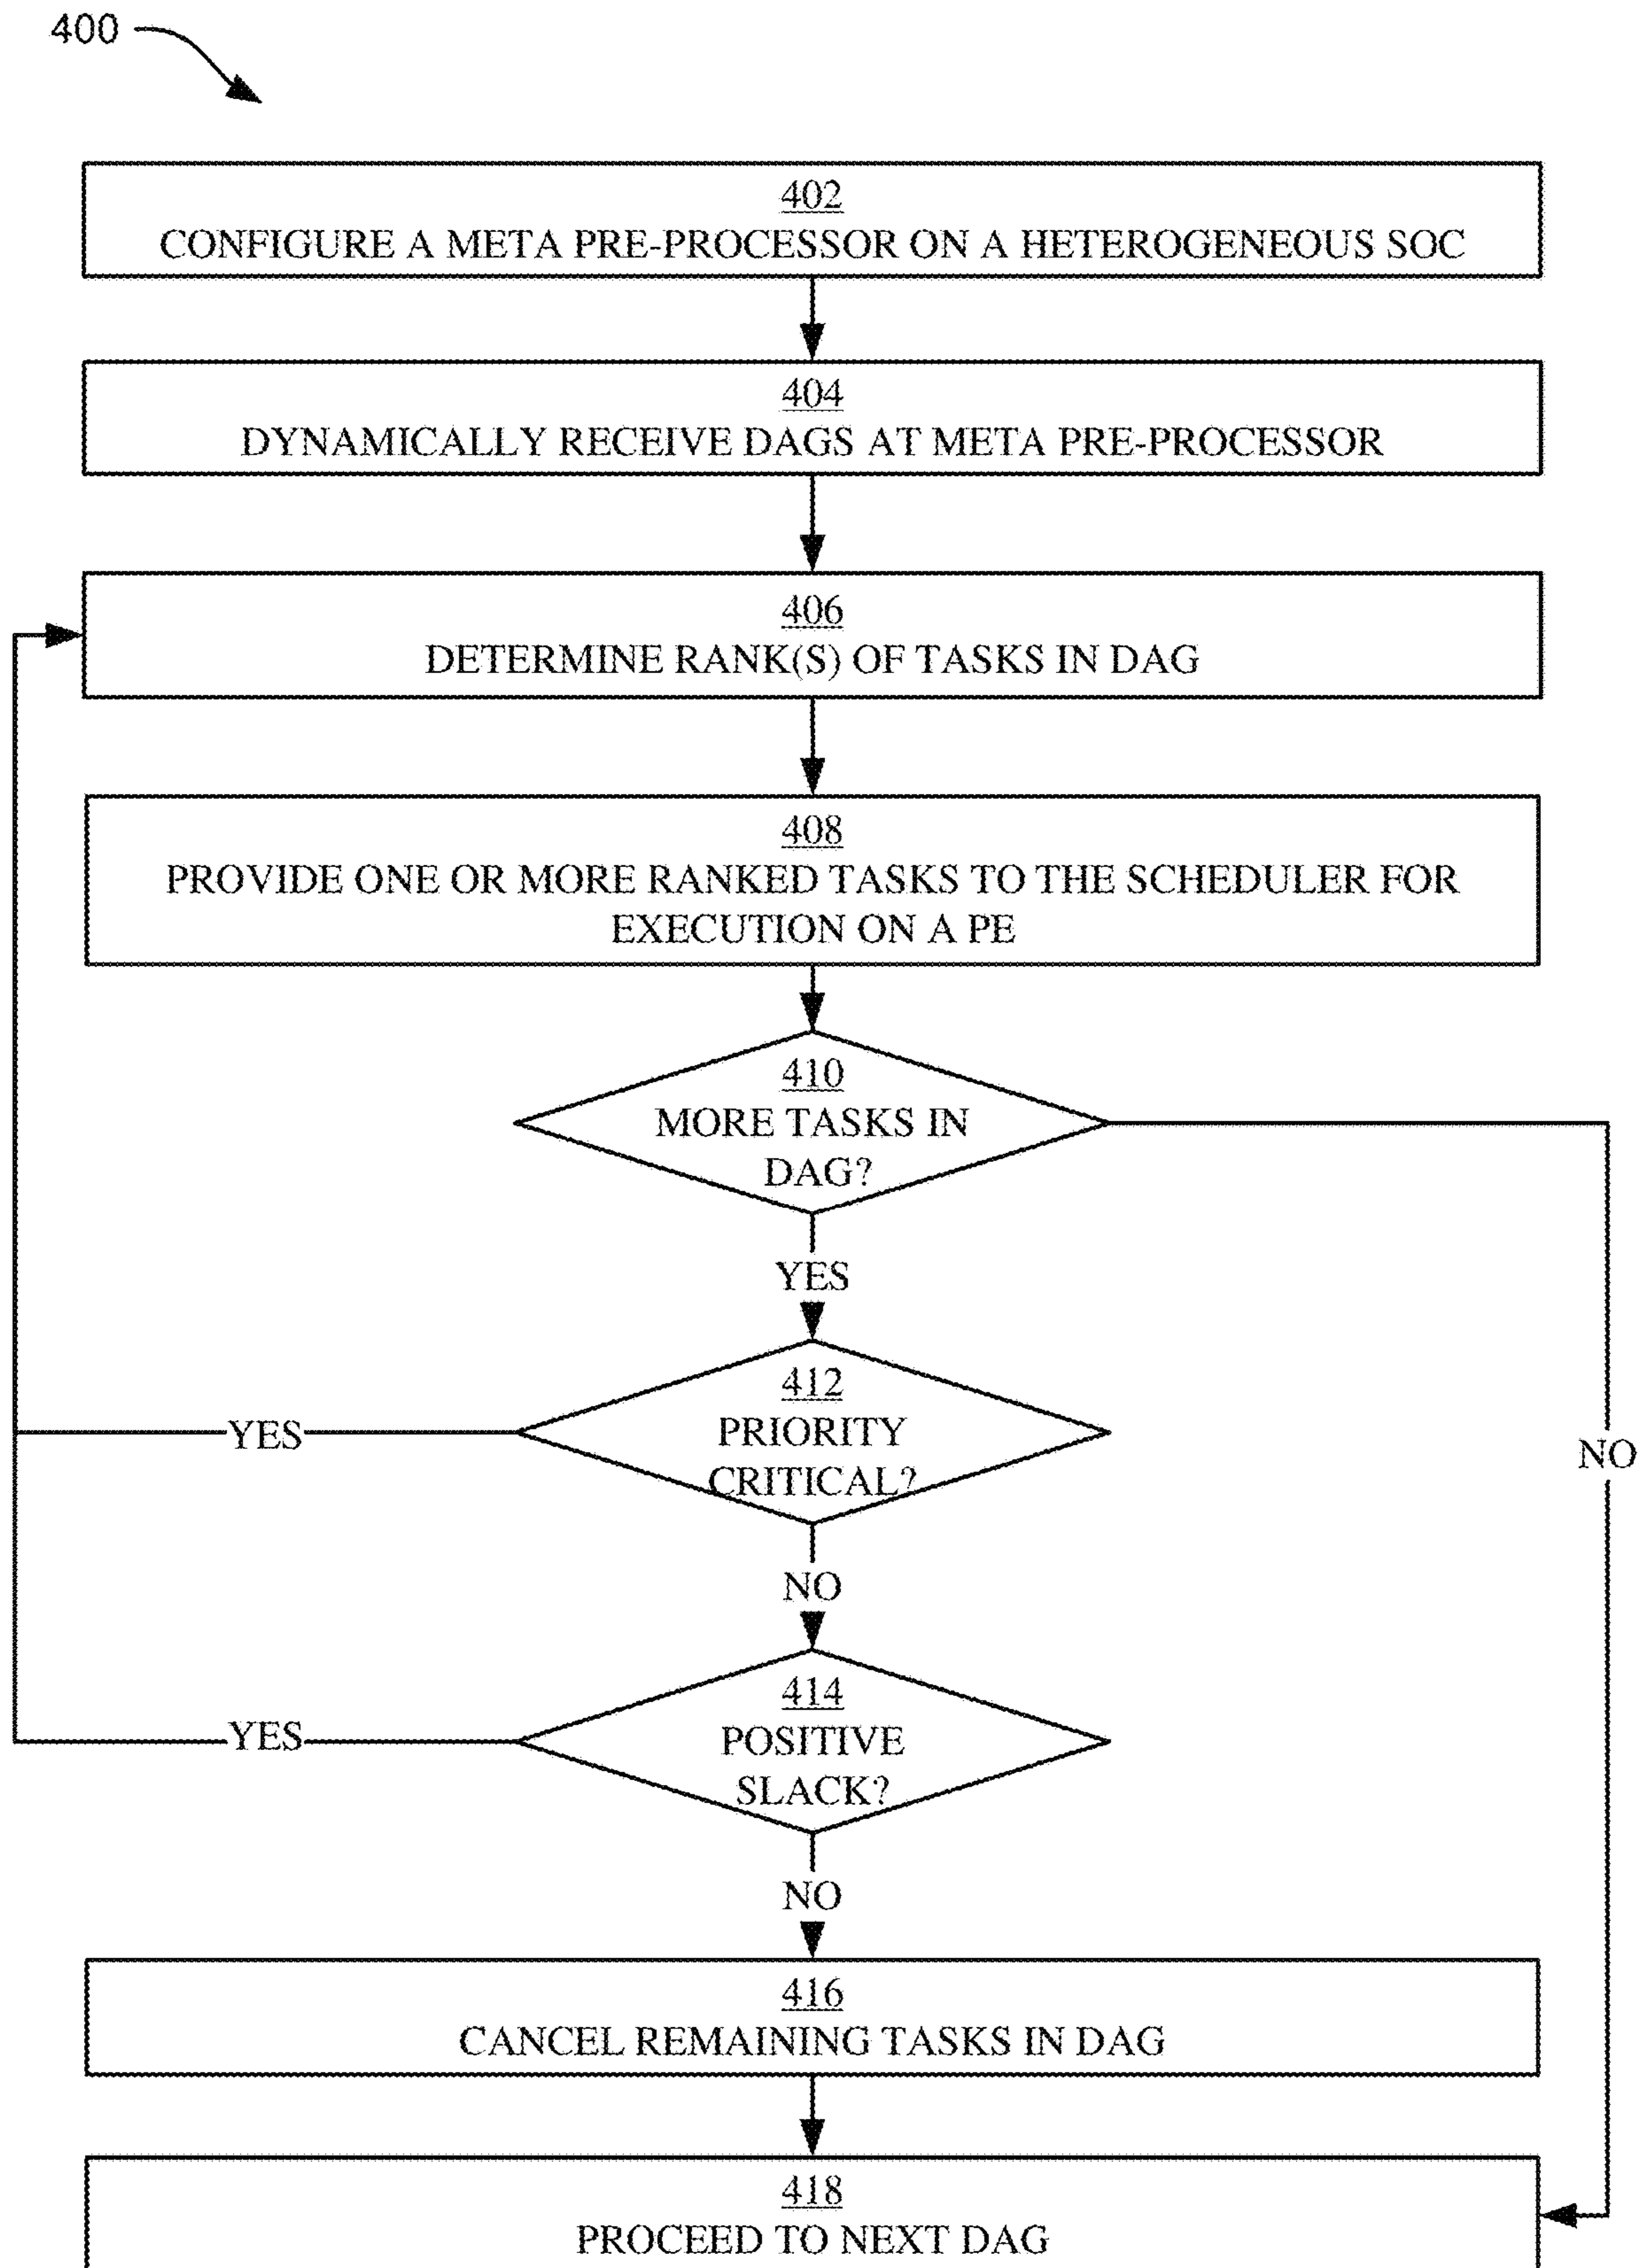 400
402
CONFIGURE A META PRE-PROCESSOR ON A HETEROGENEOUS SOC
404
DYNAMICALLY RECEIVE DAGS AT META PRE-PROCESSOR
406
DETERMINE RANK(S) OF TASKS IN DAG
408
PROVIDE ONE OR MORE RANKED TASKS TO THE SCHEDULER FOR
EXECUTION ON A PE
410
MORE TASKS IN
DAG?
YES
412
PRIORITY
CRITICAL?
YES
NO
NO
414
POSITIVE
SLACK?
YES
NO
416
CANCEL REMAINING TASKS IN DAG
418
PROCEED TO NEXT DAG